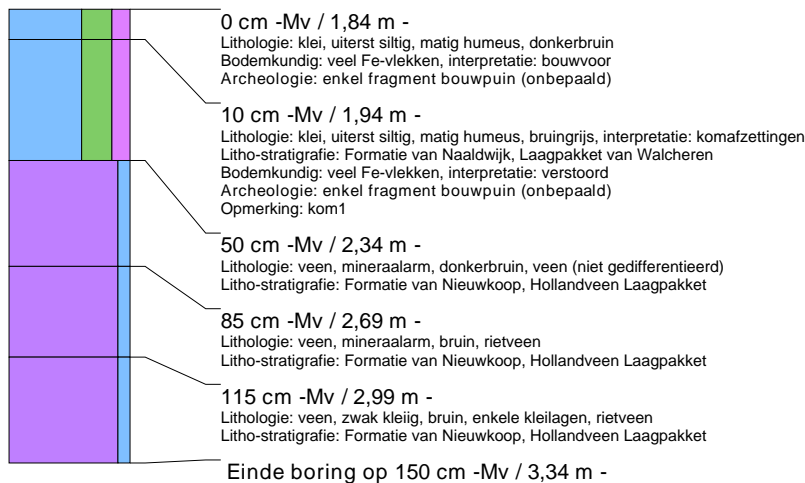 0 cm -Mv / 1,84 m -
Lithologie: klei, uiterst siltig, matig humeus, donkerbruin
Bodemkundig: veel Fe-vlekken, interpretatie: bouwvoor
Archeologie: enkel fragment bouwpuin (onbepaald)
10 cm -Mv / 1,94 m -
Lithologie: klei, uiterst siltig, matig humeus, bruingrijs, interpretatie: komafzettingen
Litho-stratigrafie: Formatie van Naaldwijk, Laagpakket van Walcheren
Bodemkundig: veel Fe-vlekken, interpretatie: verstoord
Archeologie: enkel fragment bouwpuin (onbepaald)
Opmerking: kom1
50 cm -Mv / 2,34 m -
Lithologie: veen, mineraalarm, donkerbruin, veen (niet gedifferentieerd)
Litho-stratigrafie: Formatie van Nieuwkoop, Hollandveen Laagpakket
85 cm -Mv / 2,69 m -
Lithologie: veen, mineraalarm, bruin, rietveen
Litho-stratigrafie: Formatie van Nieuwkoop, Hollandveen Laagpakket
115 cm -Mv / 2,99 m -
Lithologie: veen, zwak kleiig, bruin, enkele kleilagen, rietveen
Litho-stratigrafie: Formatie van Nieuwkoop, Hollandveen Laagpakket
Einde boring op 150 cm -Mv / 3,34 m -